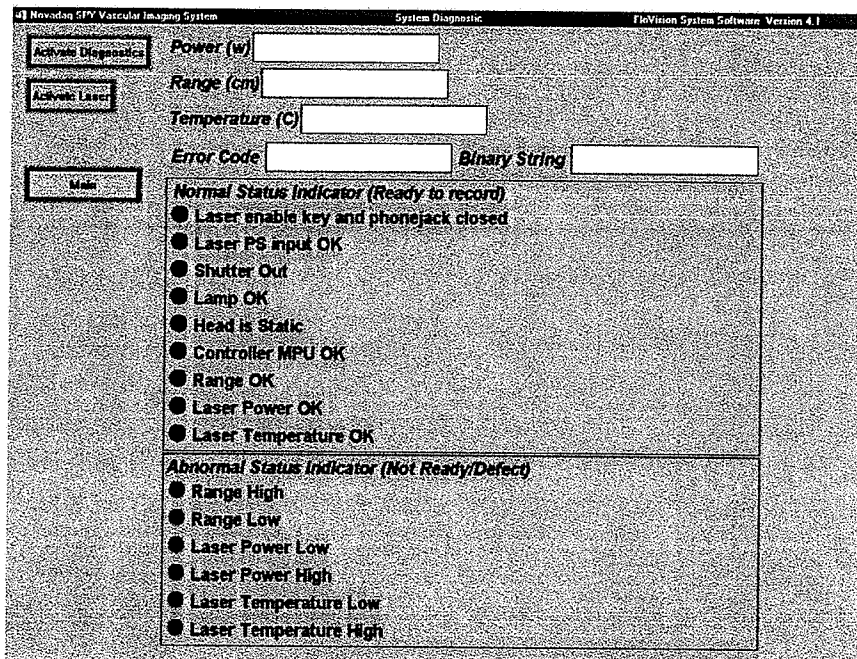 Novadaq SPY Vascular Imaging System System Diagnostic FloVision System Software Version 4.1
Activate Diagnostics
Power (w)
Range (cm)
Activate Laser
Temperature (C)
Error Code Binary String
Main
Normal Status Indicator (Ready to record)
Laser enable key and phonejack closed
Laser PS input OK
Shutter Out
Lamp OK
Head is Static
Controller MPU OK
Range OK
Laser Power OK
Laser Temperature OK
Abnormal Status Indicator (Not Ready/Defect)
Range High
Range Low
Laser Power Low
Laser Power High
Laser Temperature Low
Laser Temperature High